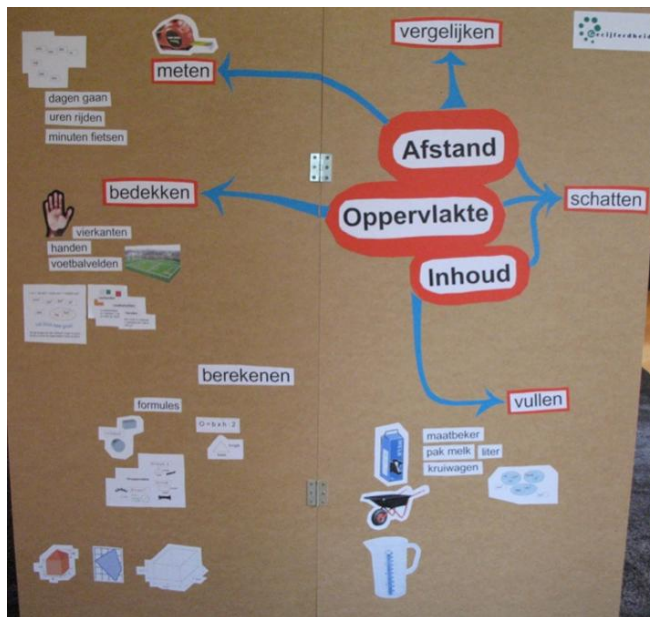 vergelijken
Gecijferdheid
meten
dagen gaan
uren rijden
minuten fietsen
Afstand
bedekken
Oppervlakte
schatten
vierkanten
handen
voetbalvelden
Inhoud
berekenen
vullen
formules
maatbeker
pak melk
liter
kruiwagen